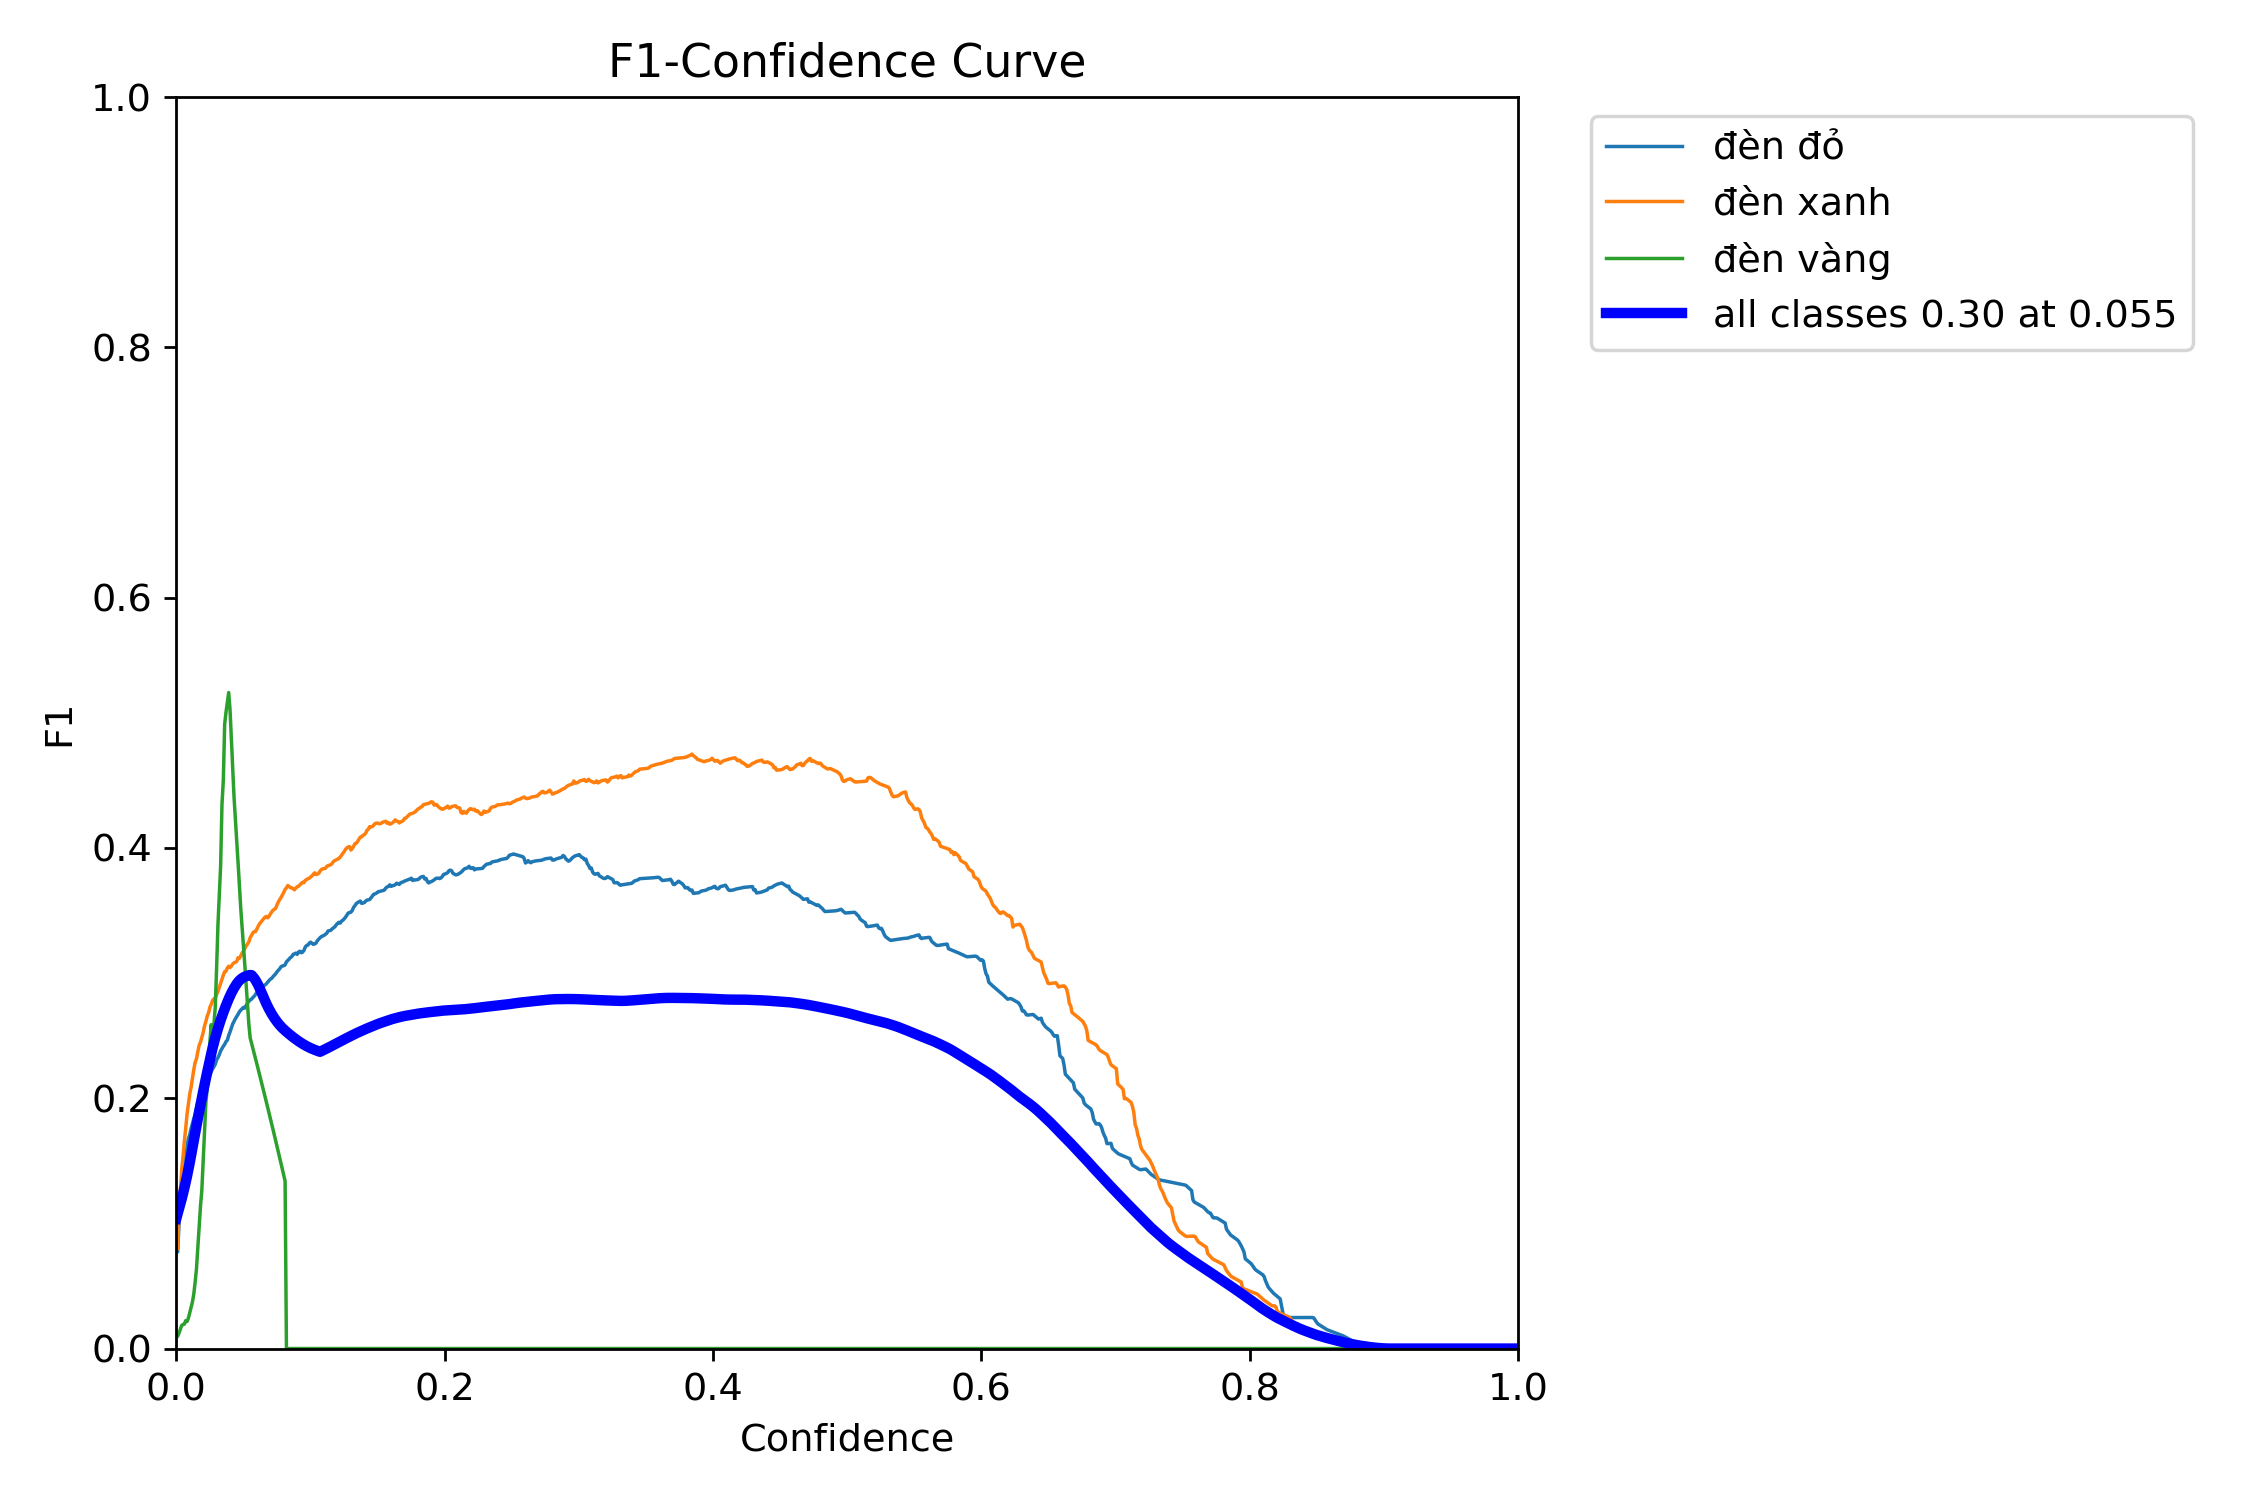 F1-Confidence Curve
1.0
0.8
0.6
0.4
0.2
0.0
F1
0.0 0.2 0.4 0.6 0.8 1.0
Confidence
đèn đỏ
đèn xanh
đèn vàng
all classes 0.30 at 0.055